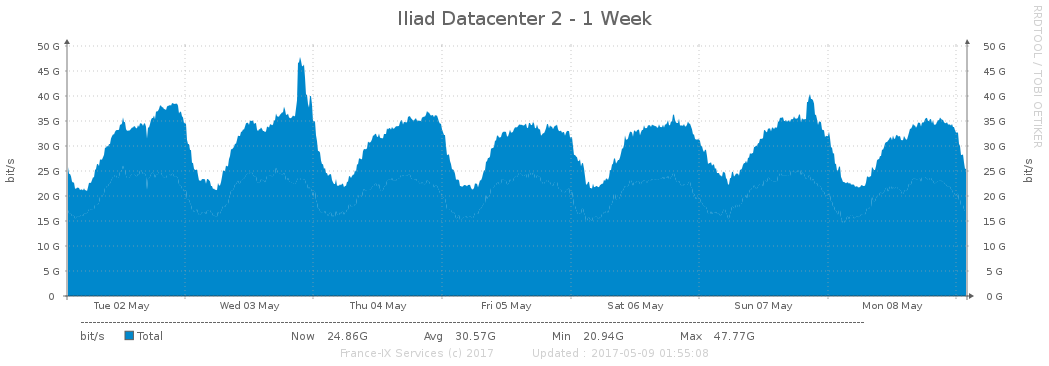 Iliad Datacenter 2 - 1 Week
RRDTOOL / TOBI OETIKER
bit/s
50 G 50 G
45 G 45 G
40 G 40 G
35 G 35 G
30 G 30 G
25 G 25 G
20 G 20 G
15 G 15 G
10 G 10 G
5 G 5 G
0 0 G
bit/s
Tue 02 May Wed 03 May Thu 04 May Fri 05 May Sat 06 May Sun 07 May Mon 08 May
bit/s Total Now 24.86G Avg 30.57G Min 20.94G Max 47.77G
France-IX Services (c) 2017 Updated : 2017-05-09 01:55:08